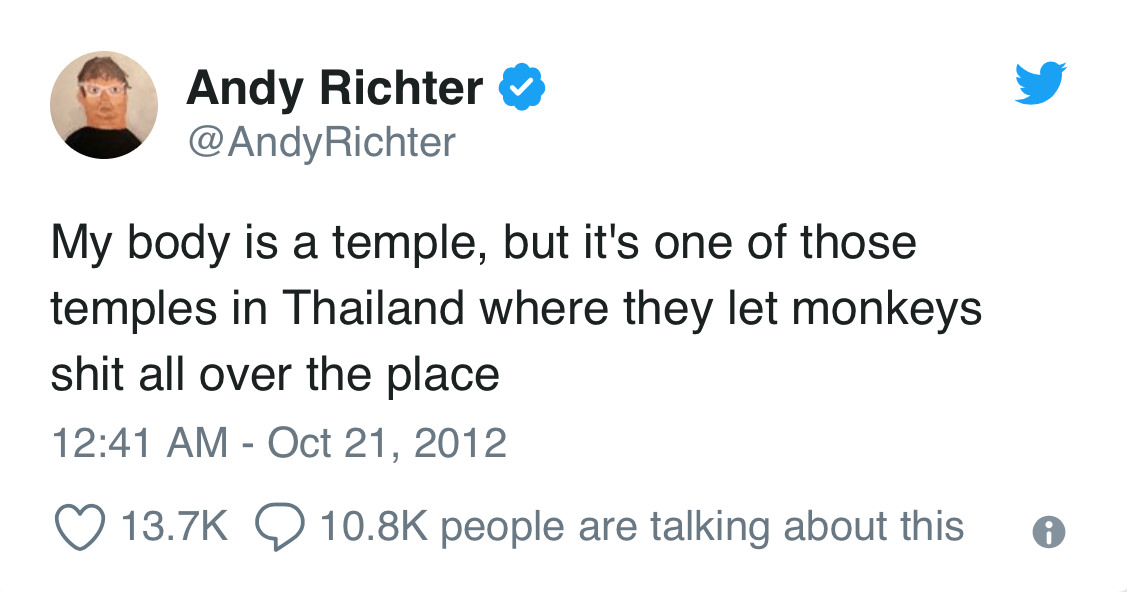 Andy Richter
@AndyRichter
My body is a temple, but it's one of those
temples in Thailand where they let monkeys
shit all over the place
12:41 AM - Oct 21, 2012
13.7K 10.8K people are talking about this